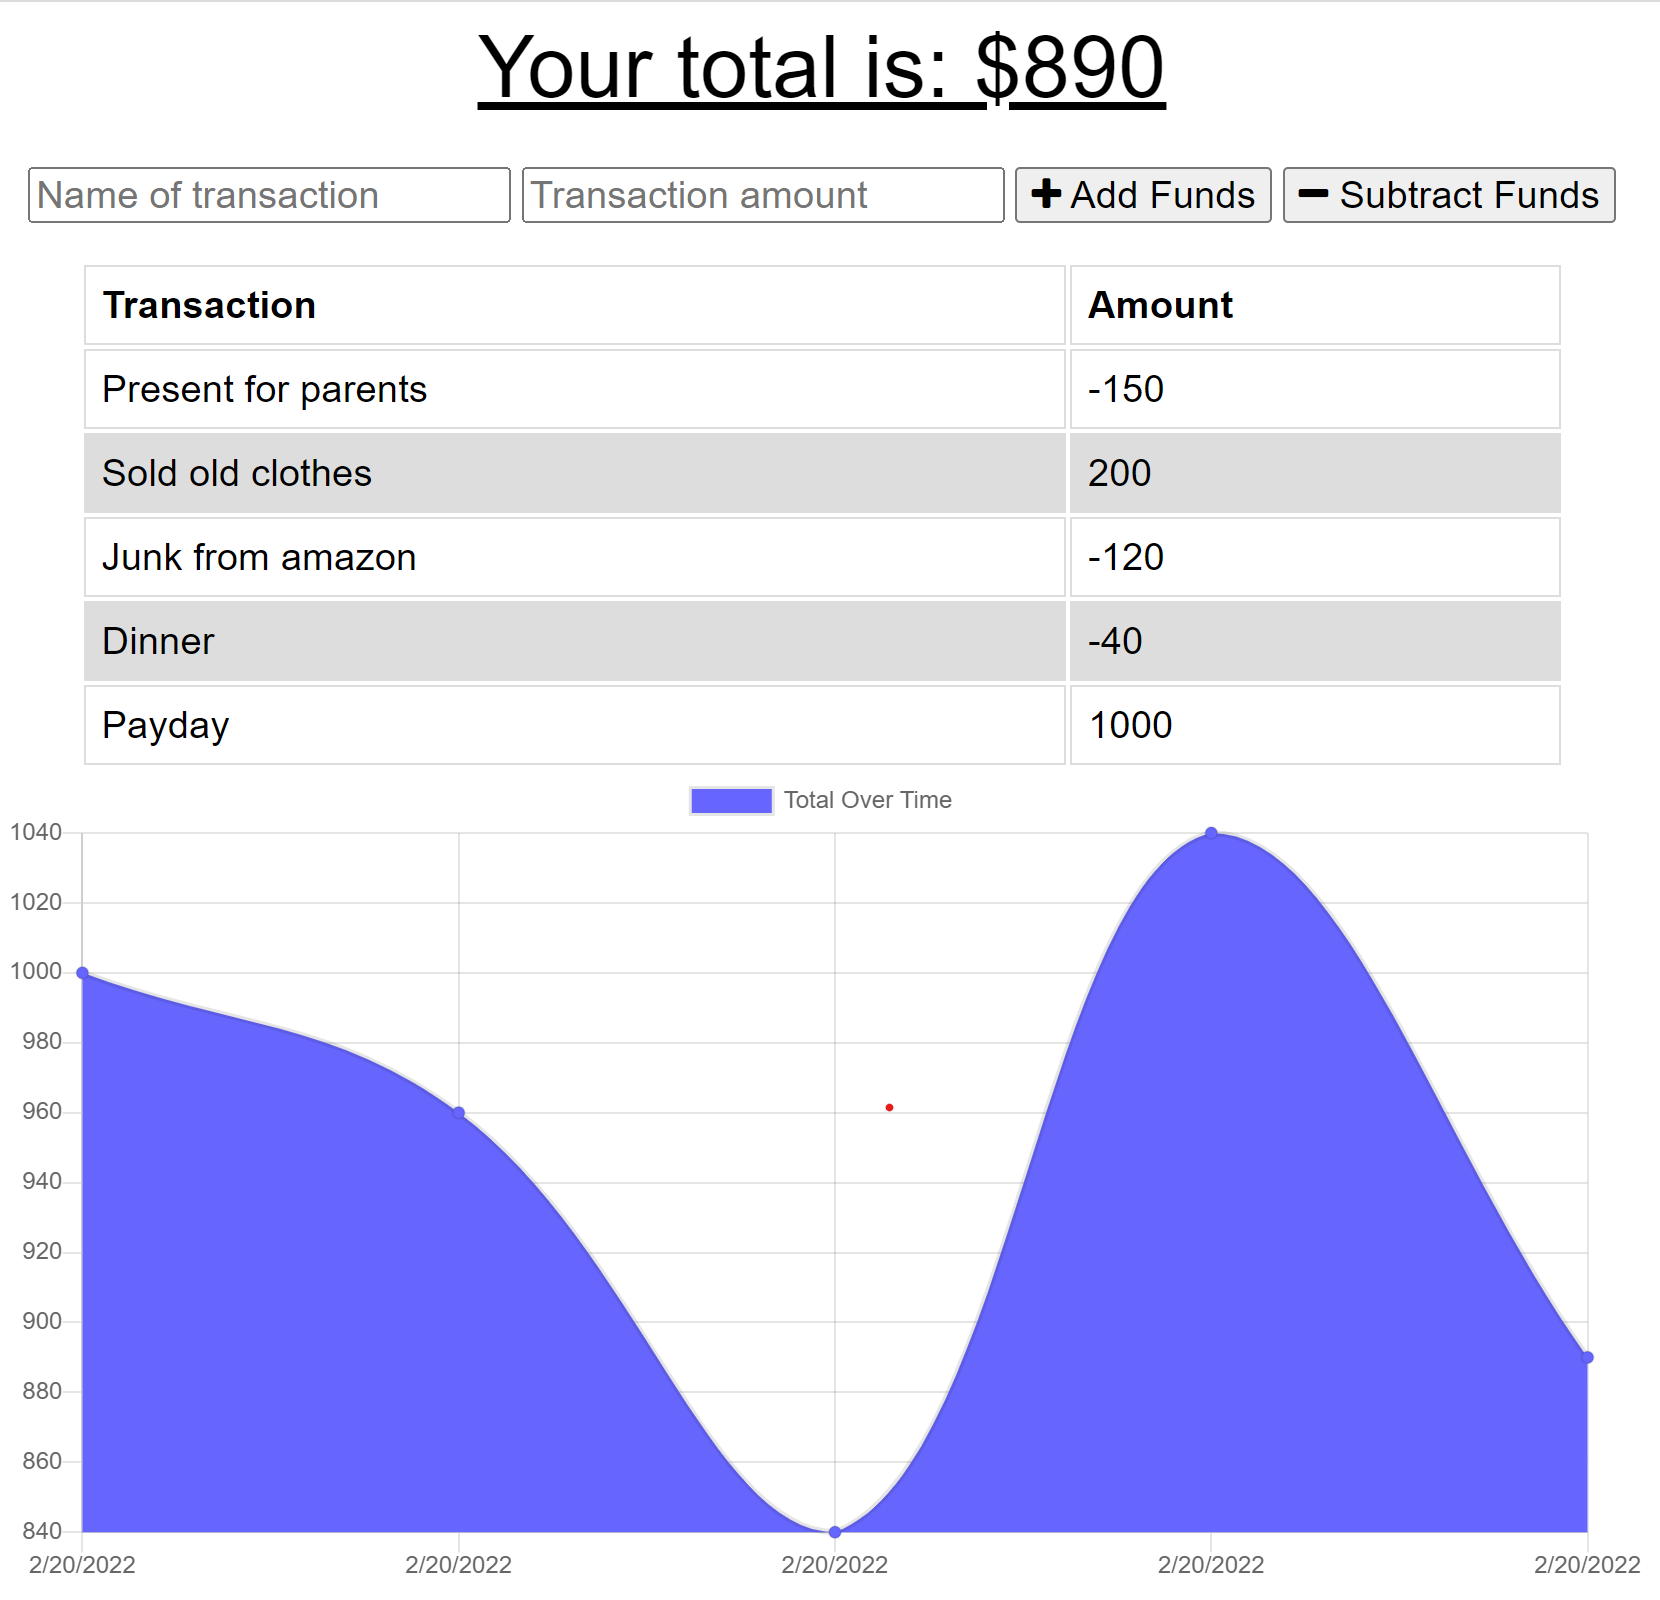 Your total is: $890
Name of transaction Transaction amount Add Funds Subtract Funds
Transaction Amount
Present for parents -150
Sold old clothes 200
Junk from amazon -120
Dinner -40
Payday 1000
Total Over Time
1040
1020
1000
980
960
940
920
900
880
860
840
2/20/2022 2/20/2022 2/20/2022 2/20/2022 2/20/2022